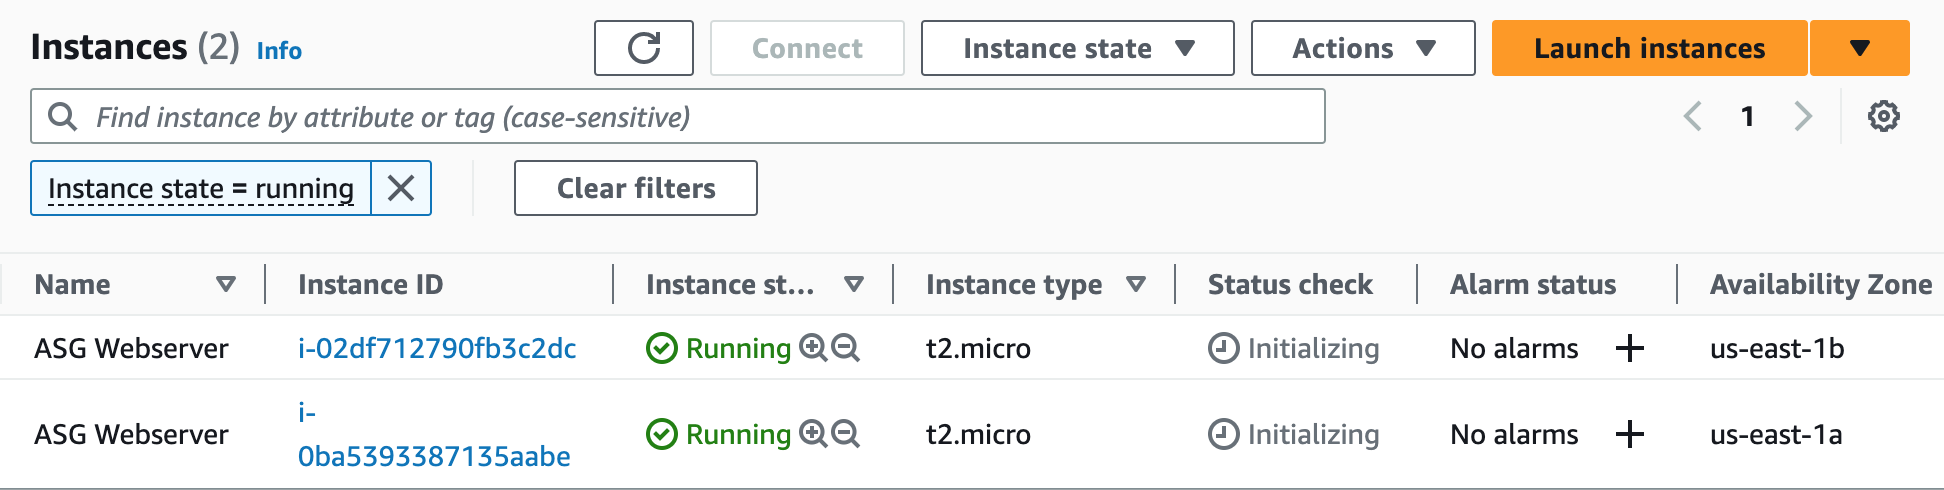 Instances (2) Info Connect Instance state Actions Launch instances
Find instance by attribute or tag (case-sensitive) 1
Instance state = running Clear filters
Name Instance ID Instance st... Instance type Status check Alarm status Availability Zone
ASG Webserver i-02df712790fb3c2dc Running t2.micro Initializing No alarms us-east-1b
i-
ASG Webserver Running t2.micro Initializing No alarms us-east-1a
0ba5393387135aabe